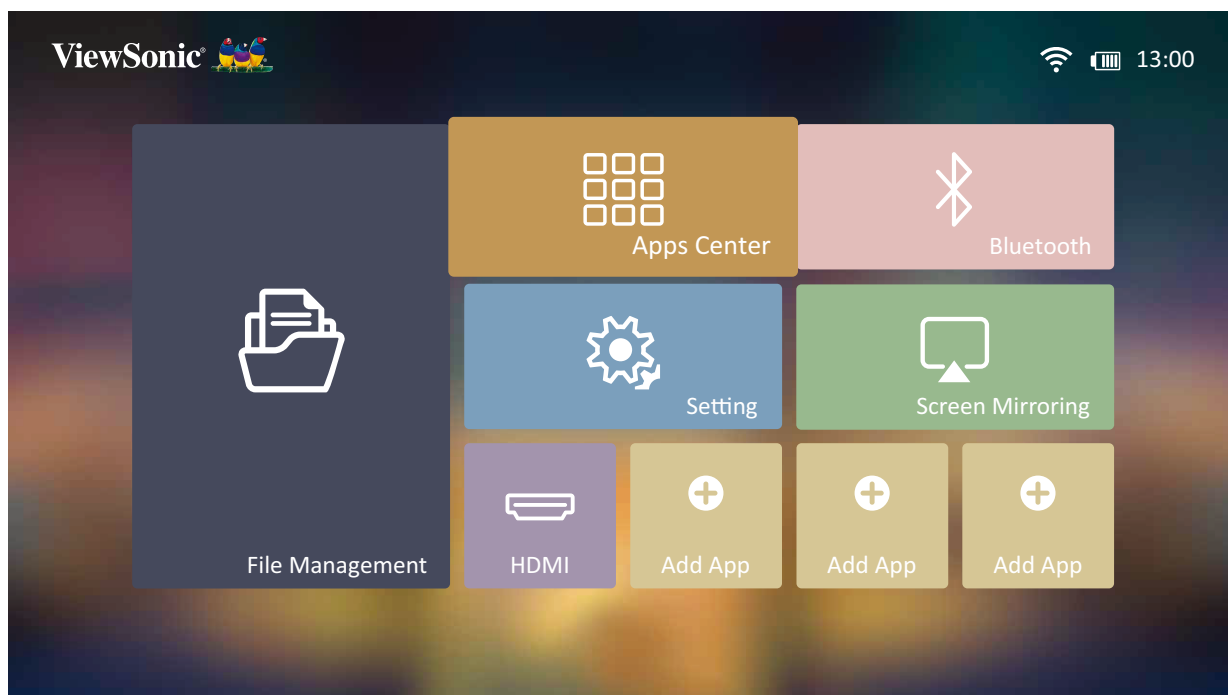 ViewSonic®
13:00
Apps Center
Bluetooth
Setting
Screen Mirroring
File Management
HDMI
Add App
Add App
Add App